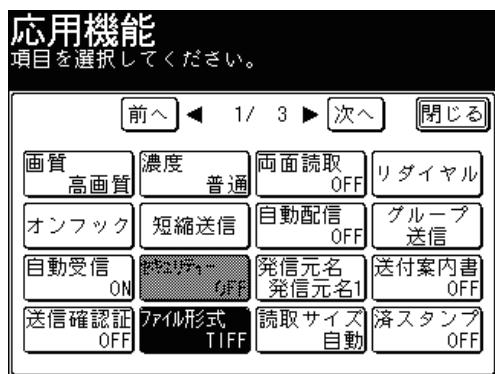 応用機能
項目を選択してください。
前へ ◀ 1/ 3 ▶ 次へ 閉じる
画質 濃度 両面読取 リダイヤル
高画質 普通 OFF
オンフック 短縮送信 自動配信 グループ
OFF 送信
自動受信 セキュリティー 発信元名 送付案内書
ON OFF 発信元名1 OFF
送信確認証 ファイル形式 読取サイズ 済スタンプ
OFF TIFF 自動 OFF